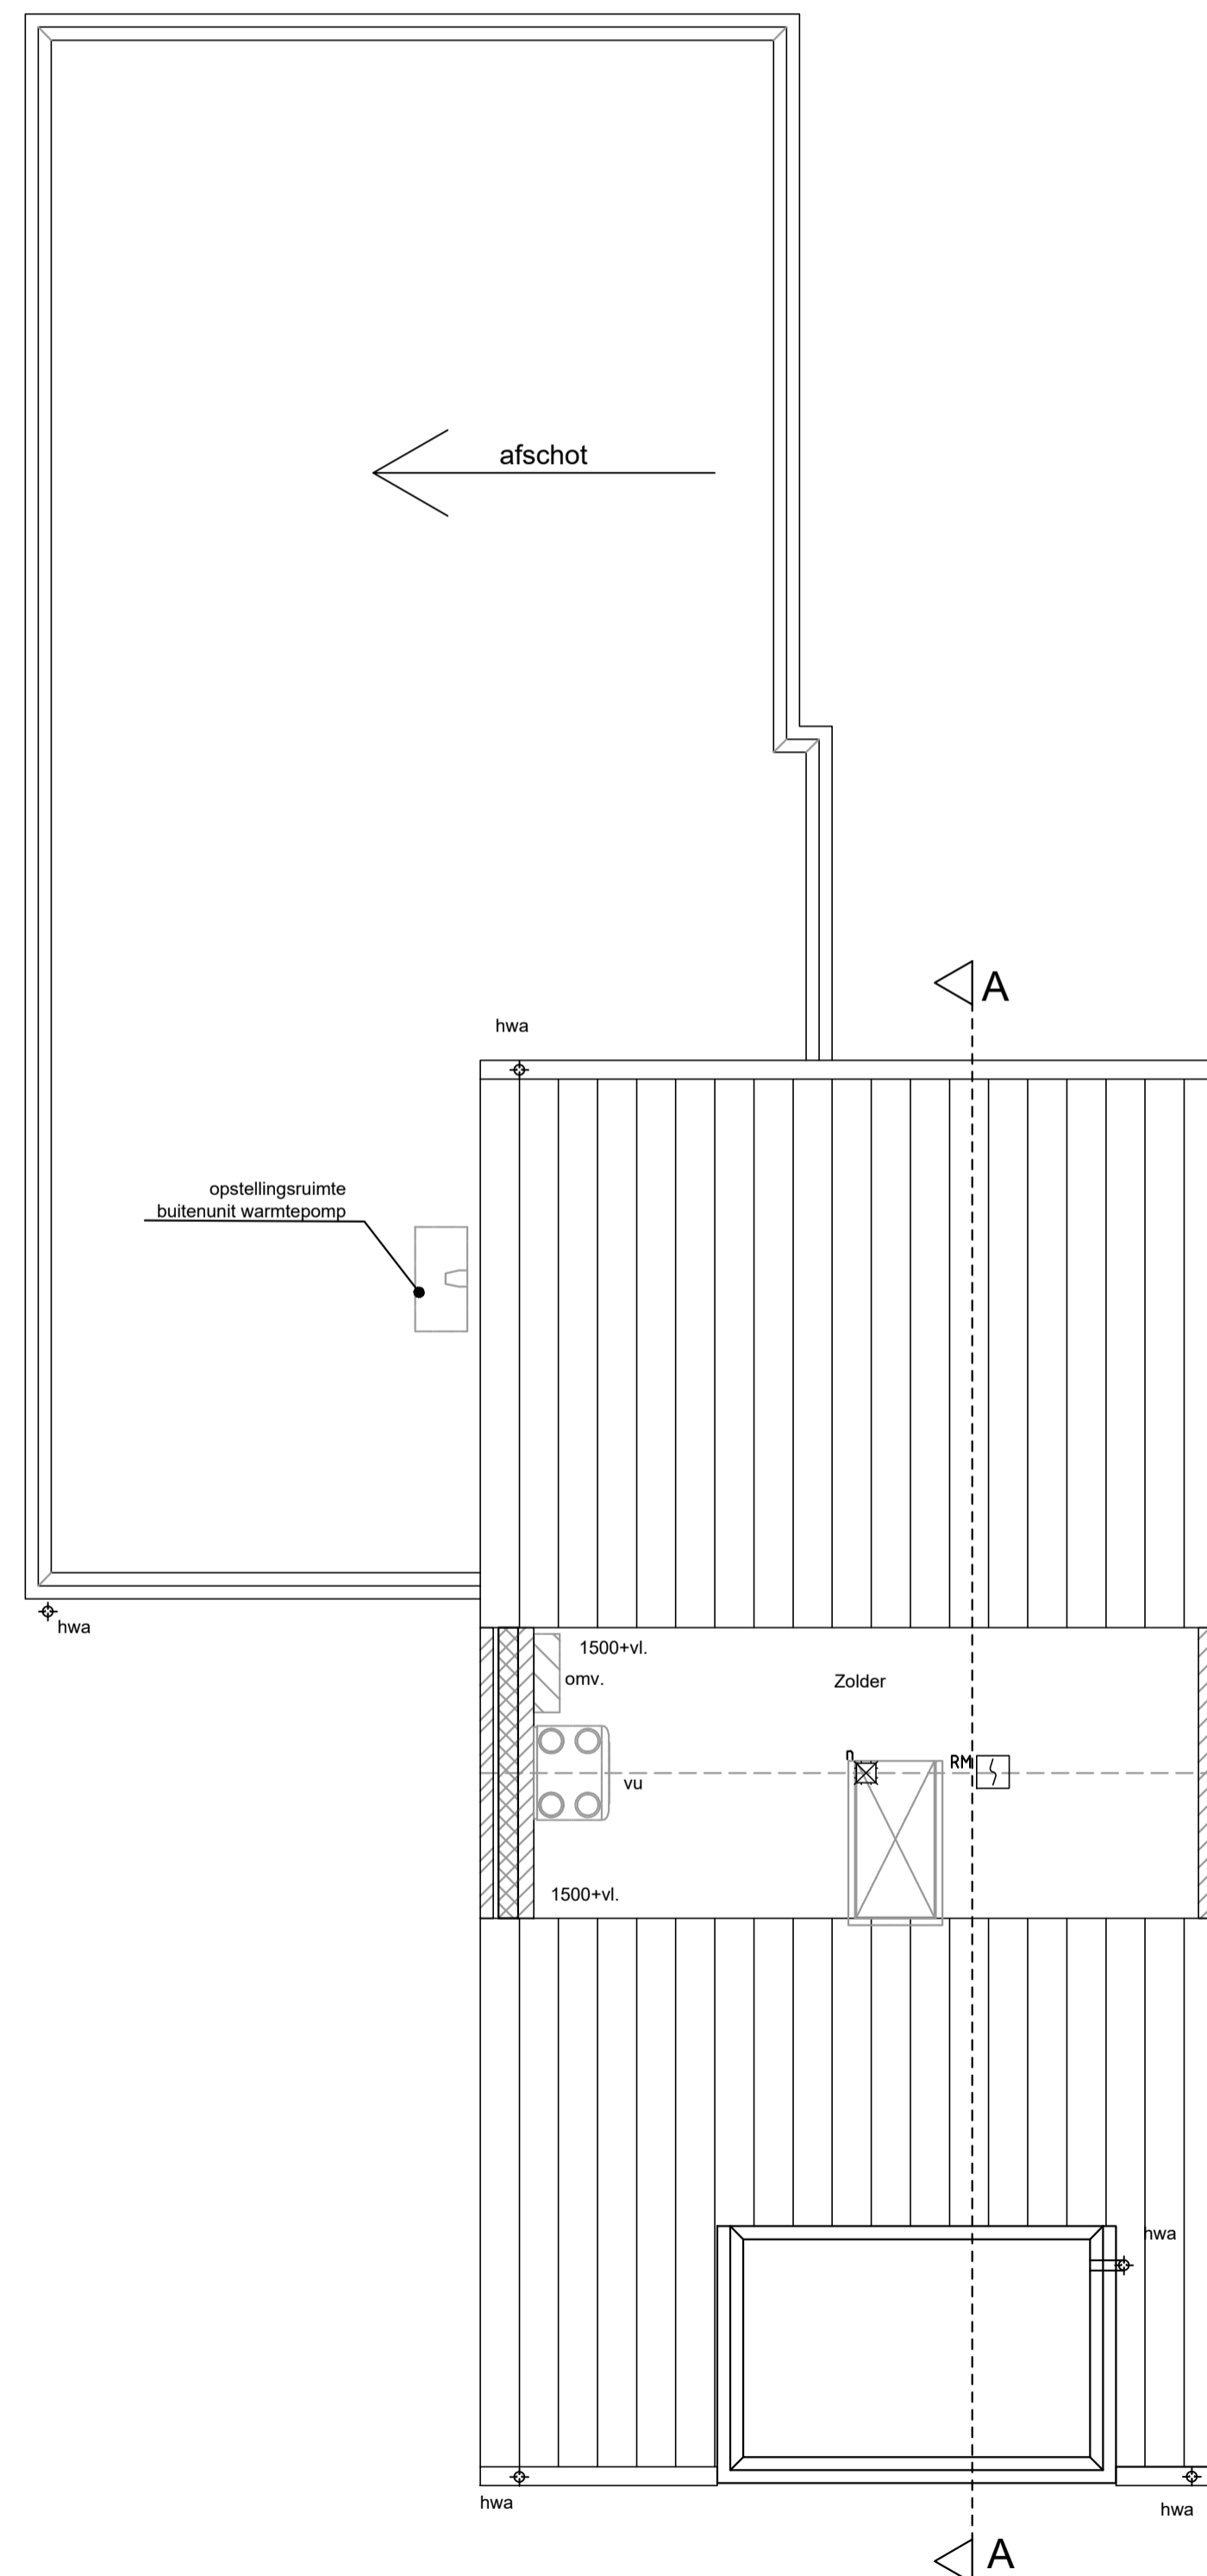 afschot
A
hwa
opstellingsruimte
buitenunit warmtepomp
hwa
1500+vl.
omv.
Zolder
n
RM
vu
1500+vl.
hwa
hwa
hwa
A